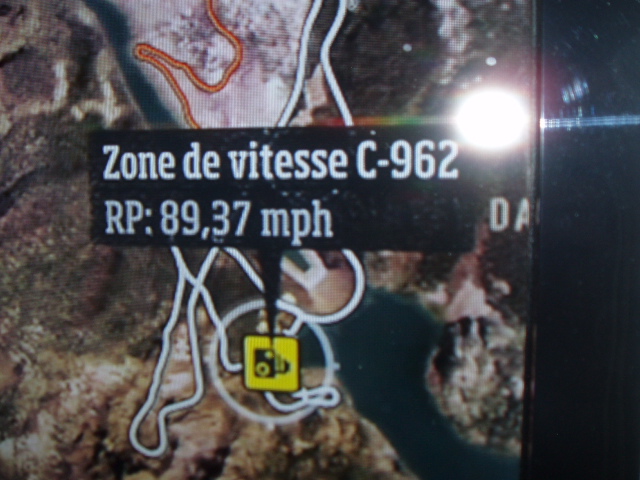 Zone de vitesse C-962
RP: 89,37 mph